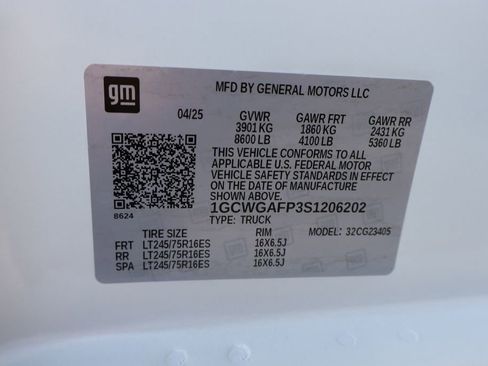 gm
MFD BY GENERAL MOTORS LLC
04/25 GVWR GAWR FRT GAWR RR
3901 KG 1860 KG 2431 KG
8600 LB 4100 LB 5360 LB
THIS VEHICLE CONFORMS TO ALL
APPLICABLE U.S. FEDERAL MOTOR
VEHICLE SAFETY STANDARDS IN
EFFECT ON THE DATE OF MANUFACTURE
SHOWN ABOVE.
8624 1GCWGAFP3S1206202
TYPE: TRUCK
TIRE SIZE RIM MODEL: 32CG23405
FRT LT245/75R16ES 16X6.5J
RR LT245/75R16ES 16X6.5J
SPA LT245/75R16ES 16X6.5J